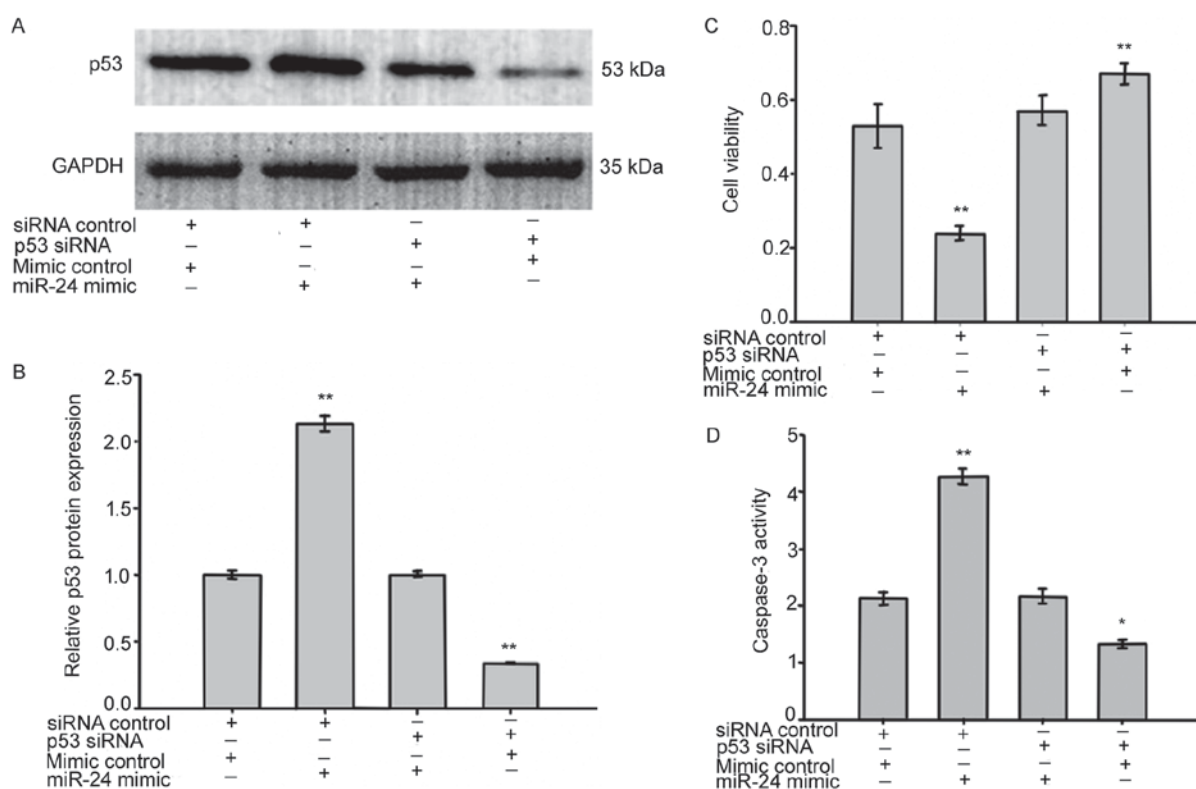 A
p53
53 kDa
GAPDH
35 kDa
siRNA control + + – –
p53 siRNA – – + +
Mimic control + – – +
miR-24 mimic – + + –
B
Relative p53 protein expression
2.5
2.0
1.5
1.0
0.5
0.0
**
**
siRNA control + + – –
p53 siRNA – – + +
Mimic control + – – +
miR-24 mimic – + + –
C
Cell viability
0.8
0.6
0.4
0.2
0.0
**
**
siRNA control + + – –
p53 siRNA – – + +
Mimic control + – – +
miR-24 mimic – + + –
D
Caspase-3 activity
5
4
3
2
1
0
**
*
siRNA control + + – –
p53 siRNA – – + +
Mimic control + – – +
miR-24 mimic – + + –